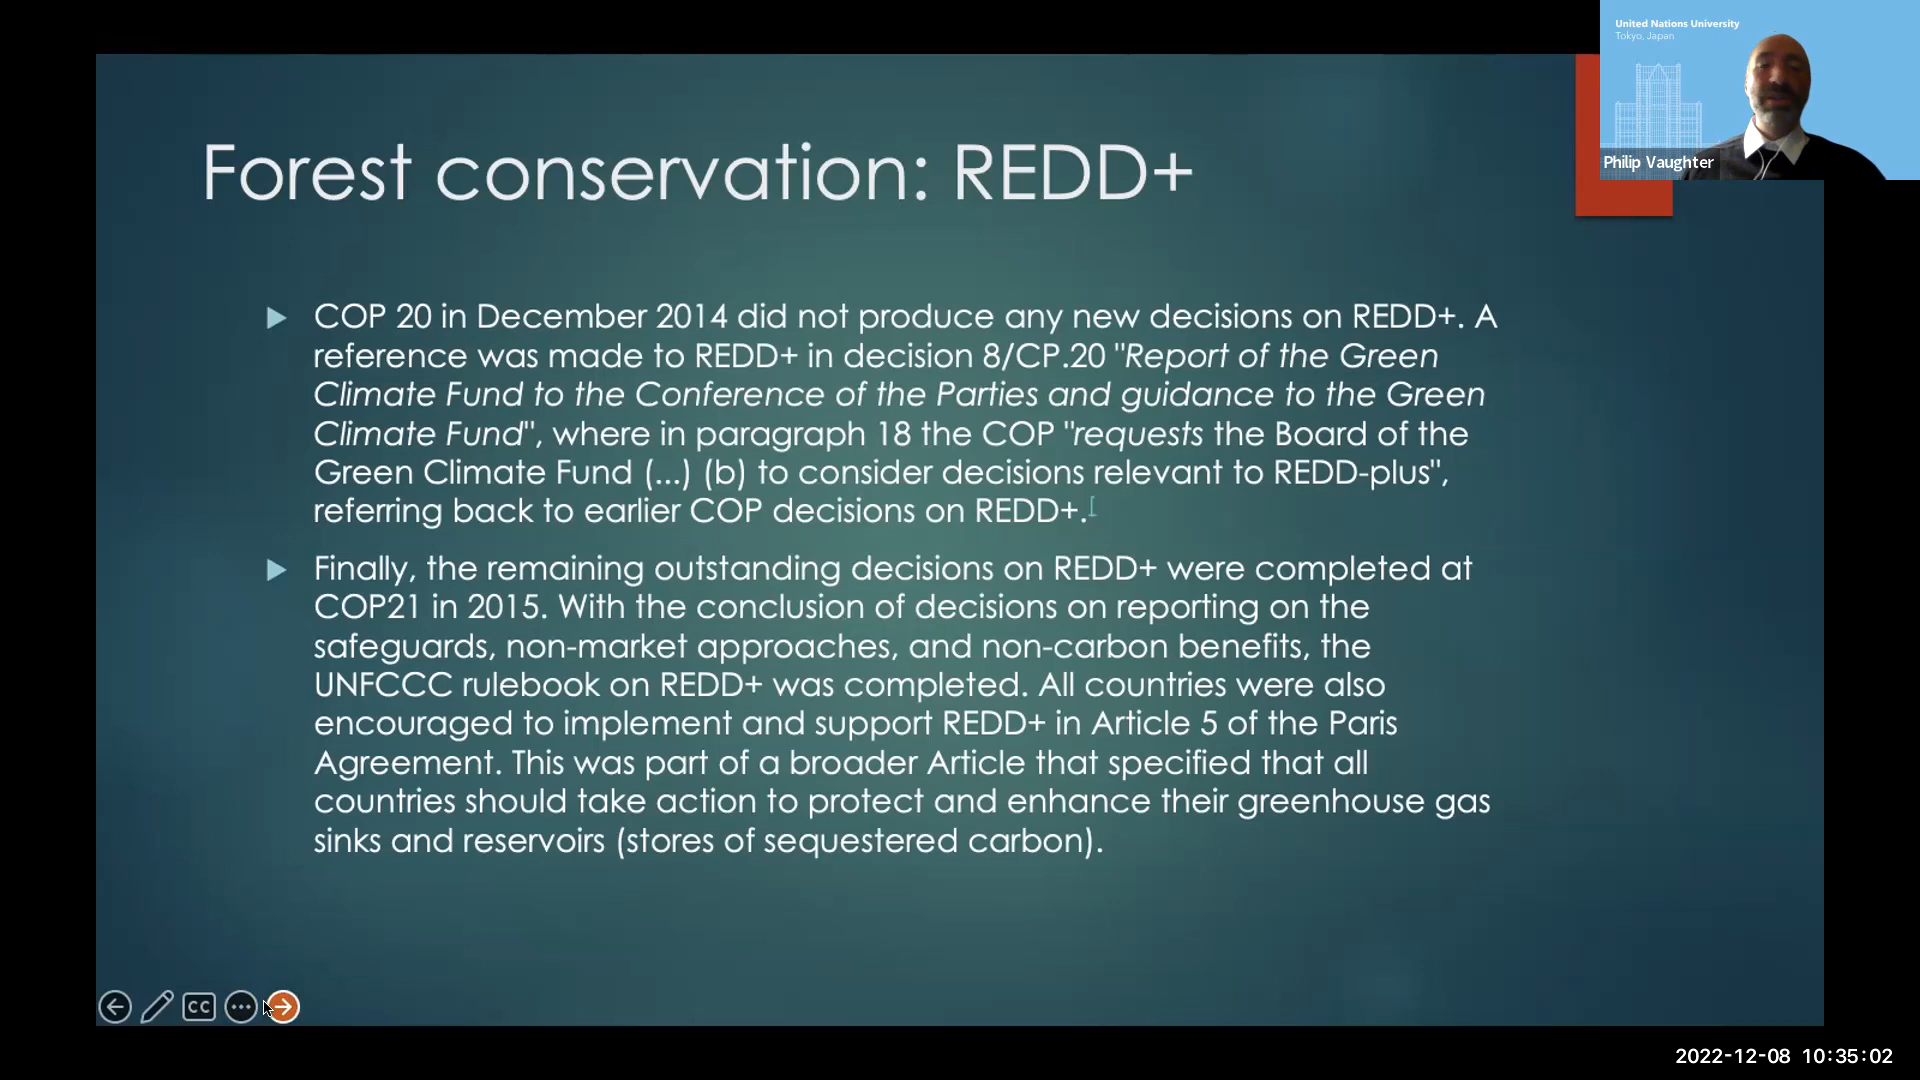 United Nations University
Tokyo, Japan
Philip Vaughter
Forest conservation: REDD+
COP 20 in December 2014 did not produce any new decisions on REDD+. A
reference was made to REDD+ in decision 8/CP.20 "Report of the Green
Climate Fund to the Conference of the Parties and guidance to the Green
Climate Fund", where in paragraph 18 the COP "requests the Board of the
Green Climate Fund (...) (b) to consider decisions relevant to REDD-plus",
referring back to earlier COP decisions on REDD+.[
Finally, the remaining outstanding decisions on REDD+ were completed at
COP21 in 2015. With the conclusion of decisions on reporting on the
safeguards, non-market approaches, and non-carbon benefits, the
UNFCCC rulebook on REDD+ was completed. All countries were also
encouraged to implement and support REDD+ in Article 5 of the Paris
Agreement. This was part of a broader Article that specified that all
countries should take action to protect and enhance their greenhouse gas
sinks and reservoirs (stores of sequestered carbon).
CC
2022-12-08 10:35:02